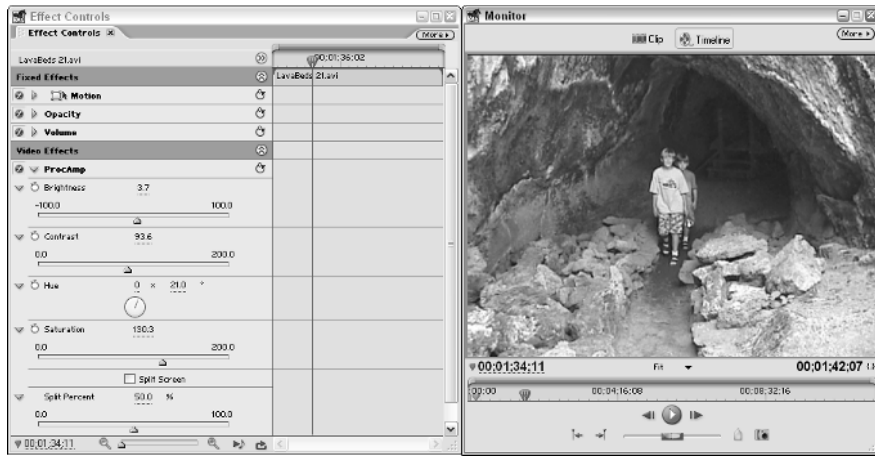 Effect Controls
Effect Controls
More
LavaBeds 21.avi
00;01;36;02
Fixed Effects
LavaBeds 21.avi
Motion
Opacity
Volume
Video Effects
ProcAmp
Brightness 3.7
-100.0 100.0
Contrast 93.6
0.0 200.0
Hue 0 x 21.0 °
Saturation 130.3
0.0 200.0
Split Screen
Split Percent 50.0 %
0.0 100.0
00;01;34;11
Monitor
Clip Timeline
More
00;01;34;11 Fit 00;01;42;07
00;00 00;04;16;08 00;08;32;16